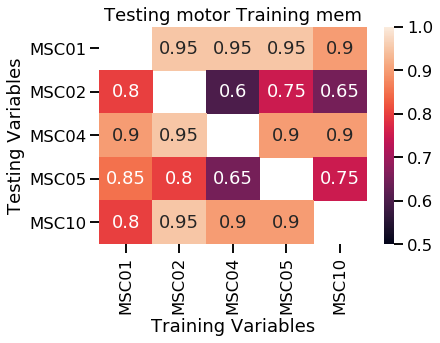 Testing motor Training mem
Testing Variables
MSC01 0.95 0.95 0.95 0.9
MSC02 0.8 0.6 0.75 0.65
MSC04 0.9 0.95 0.9 0.9
MSC05 0.85 0.8 0.65 0.75
MSC10 0.8 0.95 0.9 0.9
MSC01 MSC02 MSC04 MSC05 MSC10
Training Variables
1.0
0.9
0.8
0.7
0.6
0.5